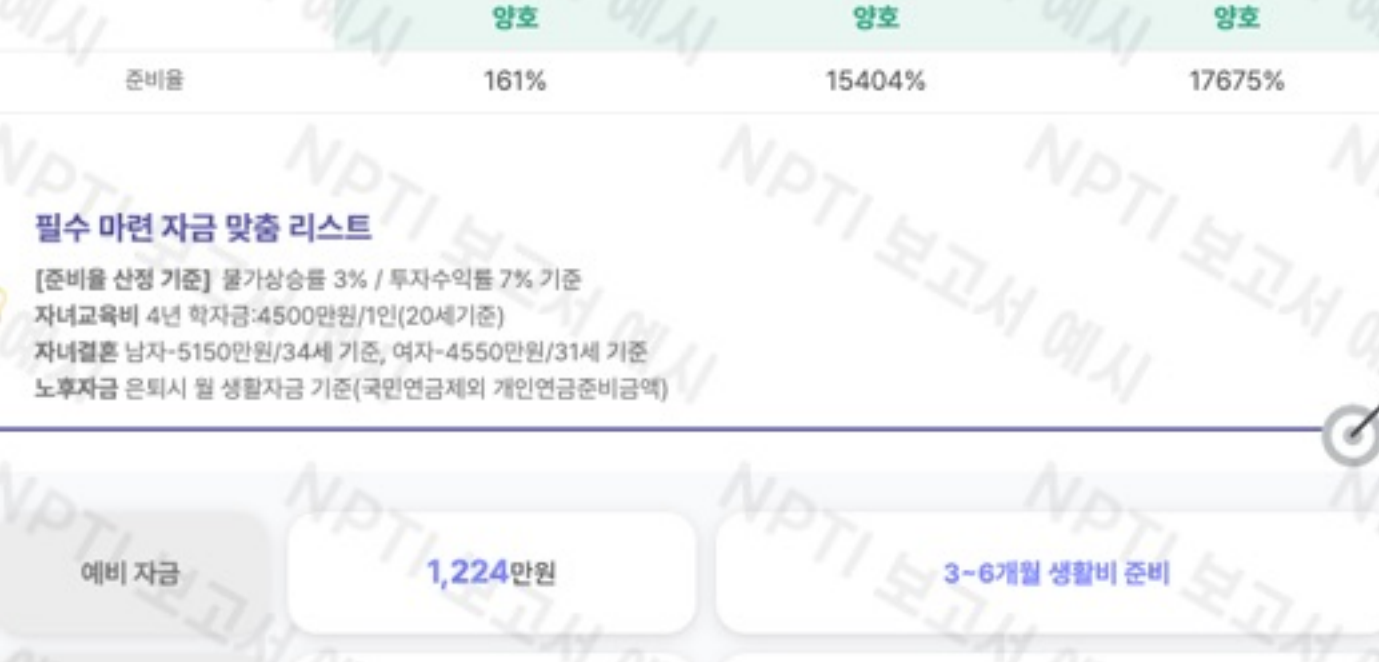 양호 양호 양호
준비율 161% 15404% 17675%
필수 마련 자금 맞춤 리스트
[준비율 산정 기준] 물가상승률 3% / 투자수익률 7% 기준
자녀교육비 4년 학자금:4500만원/1인(20세기준)
자녀결혼 남자-5150만원/34세 기준, 여자-4550만원/31세 기준
노후자금 은퇴시 월 생활자금 기준(국민연금제외 개인연금준비금액)
예비 자금 1,224만원 3~6개월 생활비 준비
NPTI 보고서 예시